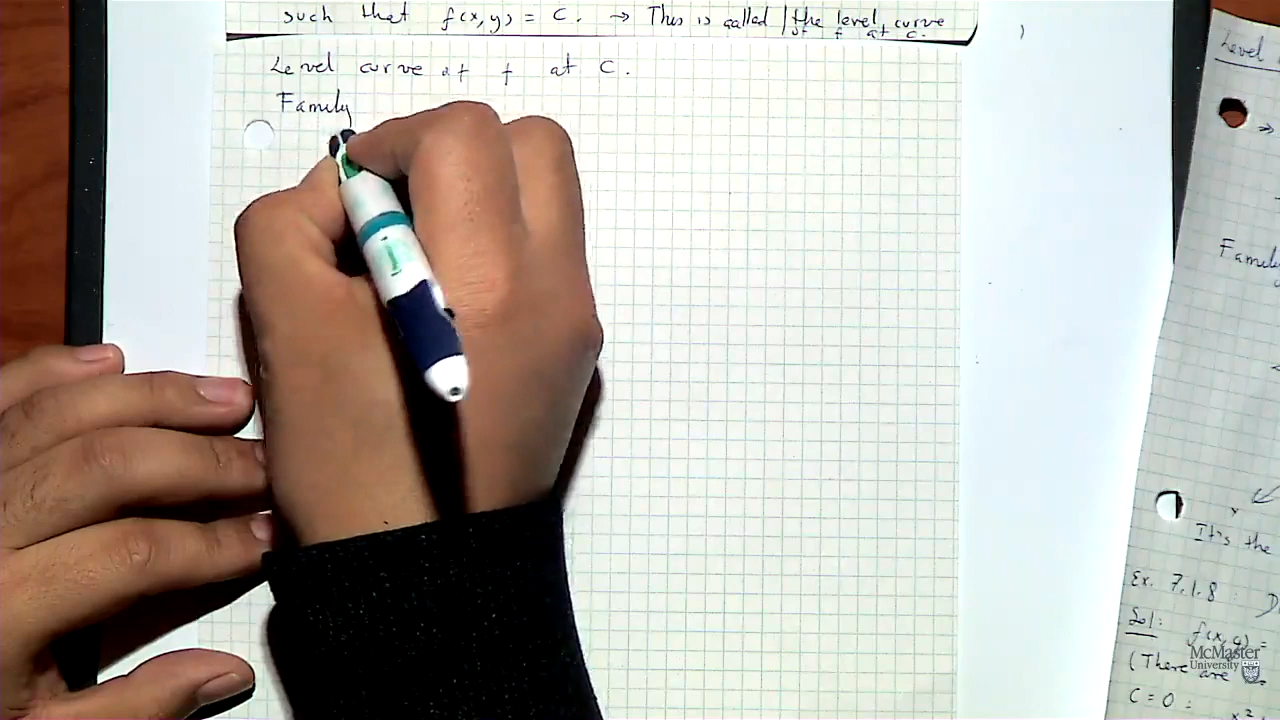 such that f(x,y) = C. → This is called the level curve
of f at c.
Level curve of f at C.
Family
Level
⇒
Family
It's the
Ex. 7.1.8 :
Sol: f(x,y) =
(There are
C = 0 : x²
McMaster
University